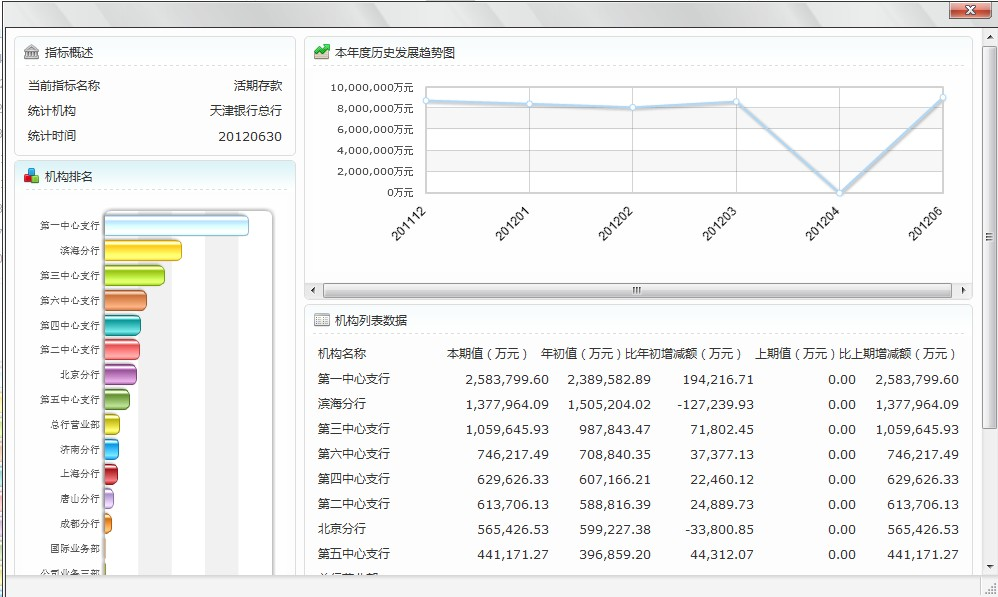 指标概述
当前指标名称 活期存款
统计机构 天津银行总行
统计时间 20120630
机构排名
第一中心支行
滨海分行
第三中心支行
第六中心支行
第四中心支行
第二中心支行
北京分行
第五中心支行
总行营业部
济南分行
上海分行
唐山分行
成都分行
国际业务部
公司业务三部
本年度历史发展趋势图
10,000,000万元
8,000,000万元
6,000,000万元
4,000,000万元
2,000,000万元
0万元
201112 201201 201202 201203 201204 201206
机构列表数据
机构名称 本期值（万元） 年初值（万元） 比年初增减额（万元） 上期值（万元） 比上期增减额（万元）
第一中心支行 2,583,799.60 2,389,582.89 194,216.71 0.00 2,583,799.60
滨海分行 1,377,964.09 1,505,204.02 -127,239.93 0.00 1,377,964.09
第三中心支行 1,059,645.93 987,843.47 71,802.45 0.00 1,059,645.93
第六中心支行 746,217.49 708,840.35 37,377.13 0.00 746,217.49
第四中心支行 629,626.33 607,166.21 22,460.12 0.00 629,626.33
第二中心支行 613,706.13 588,816.39 24,889.73 0.00 613,706.13
北京分行 565,426.53 599,227.38 -33,800.85 0.00 565,426.53
第五中心支行 441,171.27 396,859.20 44,312.07 0.00 441,171.27